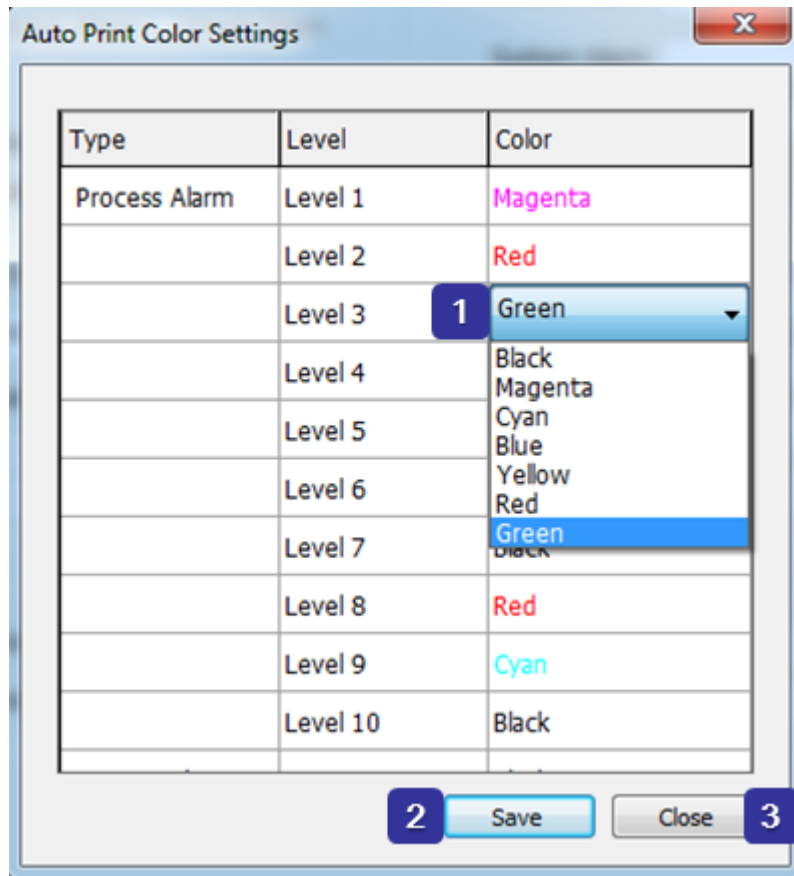 Auto Print Color Settings
Type Level Color
Process Alarm Level 1 Magenta
Level 2 Red
Level 3 1 Green
Black
Level 4 Magenta
Cyan
Level 5 Blue
Yellow
Level 6 Red
Green
Level 7 Black
Level 8 Red
Level 9 Cyan
Level 10 Black
2 Save Close 3